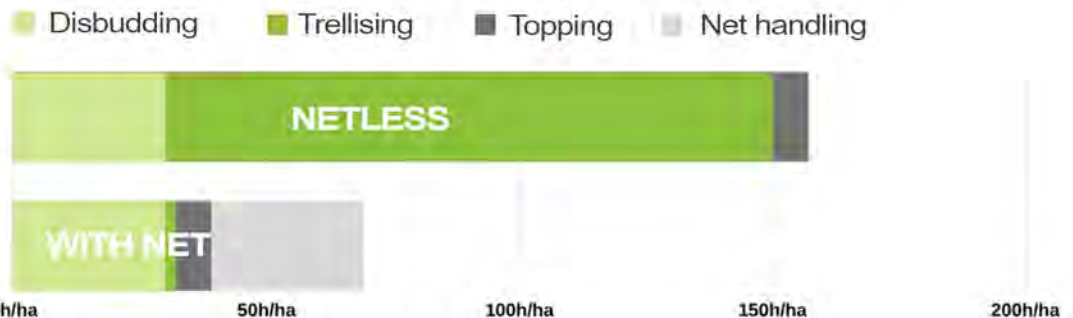 Disbudding Trellising Topping Net handling
NETLESS
WITH NET
h/ha 50h/ha 100h/ha 150h/ha 200h/ha